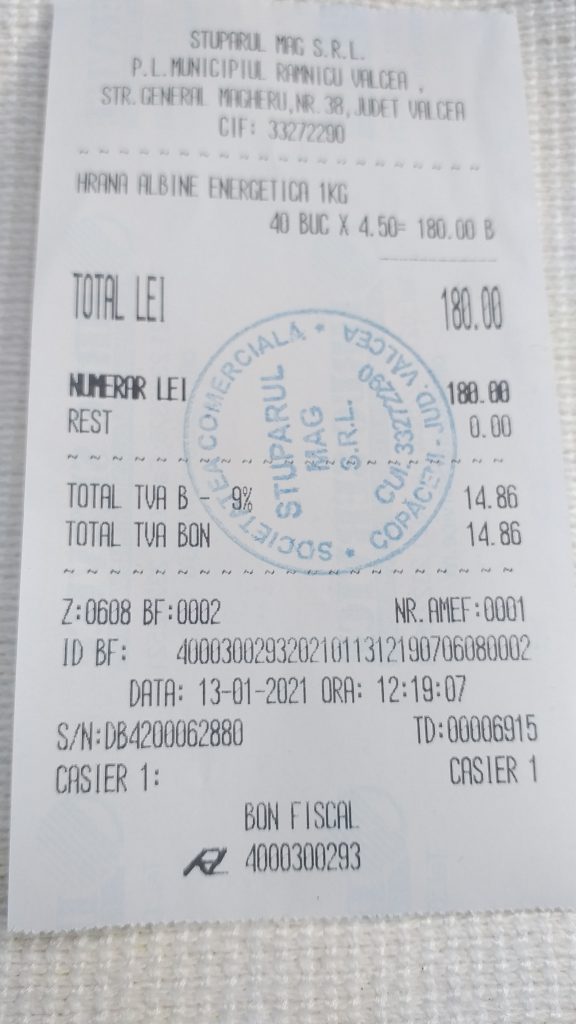 STUPARUL MAG S.R.L.
P.L.MUNICIPIUL RAMNICU VALCEA ,
STR.GENERAL MAGHERU,NR.38,JUDET VALCEA
CIF: 33272290
~ ~ ~ ~ ~ ~ ~ ~ ~ ~ ~ ~ ~ ~ ~ ~ ~ ~ ~
HRANA ALBINE ENERGETICA 1KG
40 BUC X 4.50= 180.00 B
TOTAL LEI 180.00
NUMERAR LEI 180.00
REST 0.00
~ ~ ~ ~ ~ ~ ~ ~ ~ ~ ~ ~ ~ ~ ~ ~ ~ ~ ~
TOTAL TVA B - 9% 14.86
TOTAL TVA BON 14.86
~ ~ ~ ~ ~ ~ ~ ~ ~ ~ ~ ~ ~ ~ ~ ~ ~ ~ ~
Z:0608 BF:0002 NR.AMEF:0001
ID BF: 40003002932021011312190706080002
DATA: 13-01-2021 ORA: 12:19:07
S/N:DB4200062880 TD:00006915
CASIER 1: CASIER 1
BON FISCAL
4000300293
SOCIETATEA COMERCIALĂ * COPĂCENI - JUD. VALCEA *
STUPARUL
MAG
S.R.L.
CUI 33272290